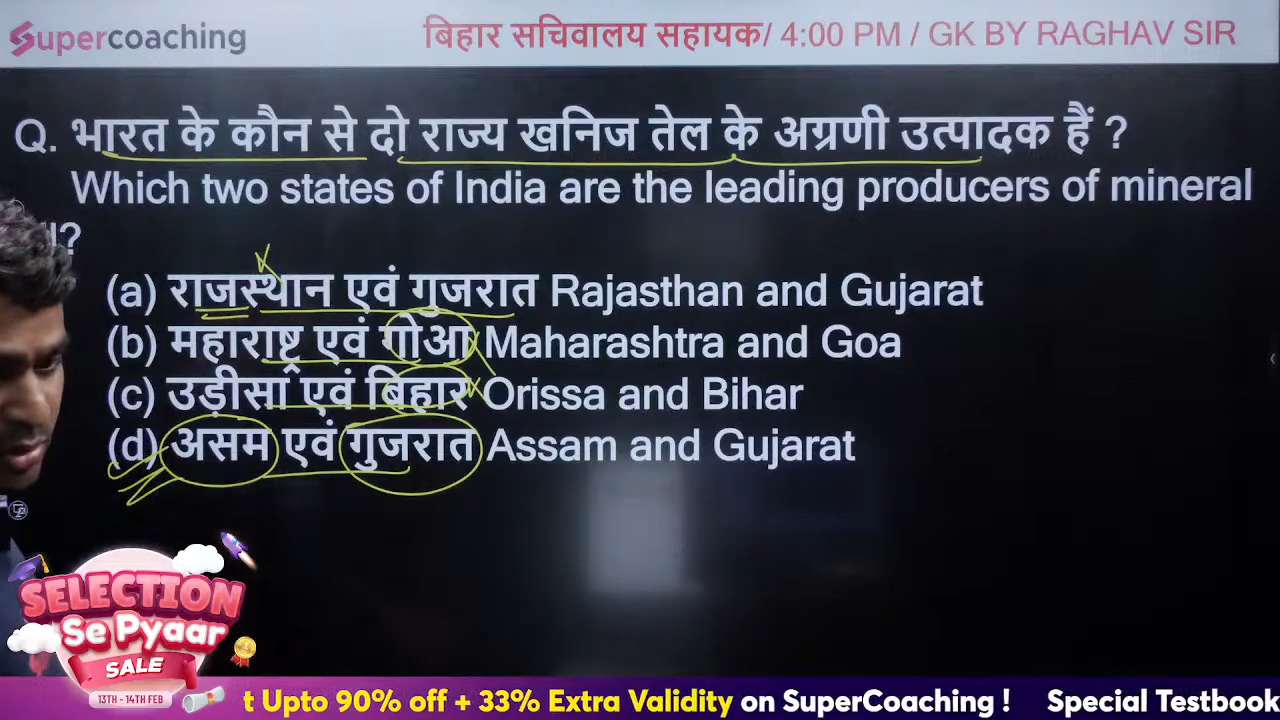 Supercoaching
बिहार सचिवालय सहायक/ 4:00 PM / GK BY RAGHAV SIR
Q. भारत के कौन से दो राज्य खनिज तेल के अग्रणी उत्पादक हैं ?
Which two states of India are the leading producers of mineral
(a) राजस्थान एवं गुजरात Rajasthan and Gujarat
(b) महाराष्ट्र एवं गोआ Maharashtra and Goa
(c) उड़ीसा एवं बिहार Orissa and Bihar
(d) असम एवं गुजरात Assam and Gujarat
SELECTION
Se Pyaar
SALE
13TH - 14TH FEB
t Upto 90% off + 33% Extra Validity on SuperCoaching ! Special Testbook